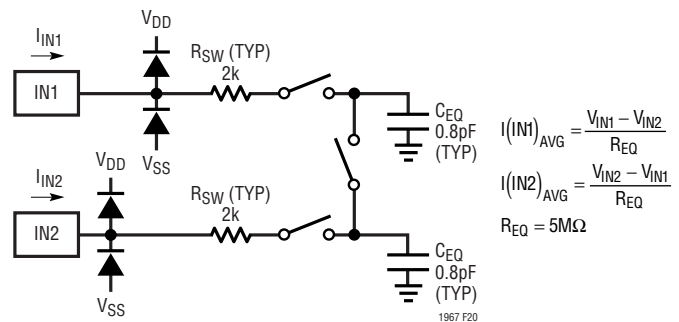 V_DD
I_IN1
R_SW (TYP)
2k
IN1
C_EQ
0.8pF
(TYP)
V_SS
I(IN1)_AVG = (V_IN1 – V_IN2) / R_EQ
I(IN2)_AVG = (V_IN2 – V_IN1) / R_EQ
R_EQ = 5MΩ
V_DD
I_IN2
R_SW (TYP)
2k
IN2
C_EQ
0.8pF
(TYP)
V_SS
1967 F20